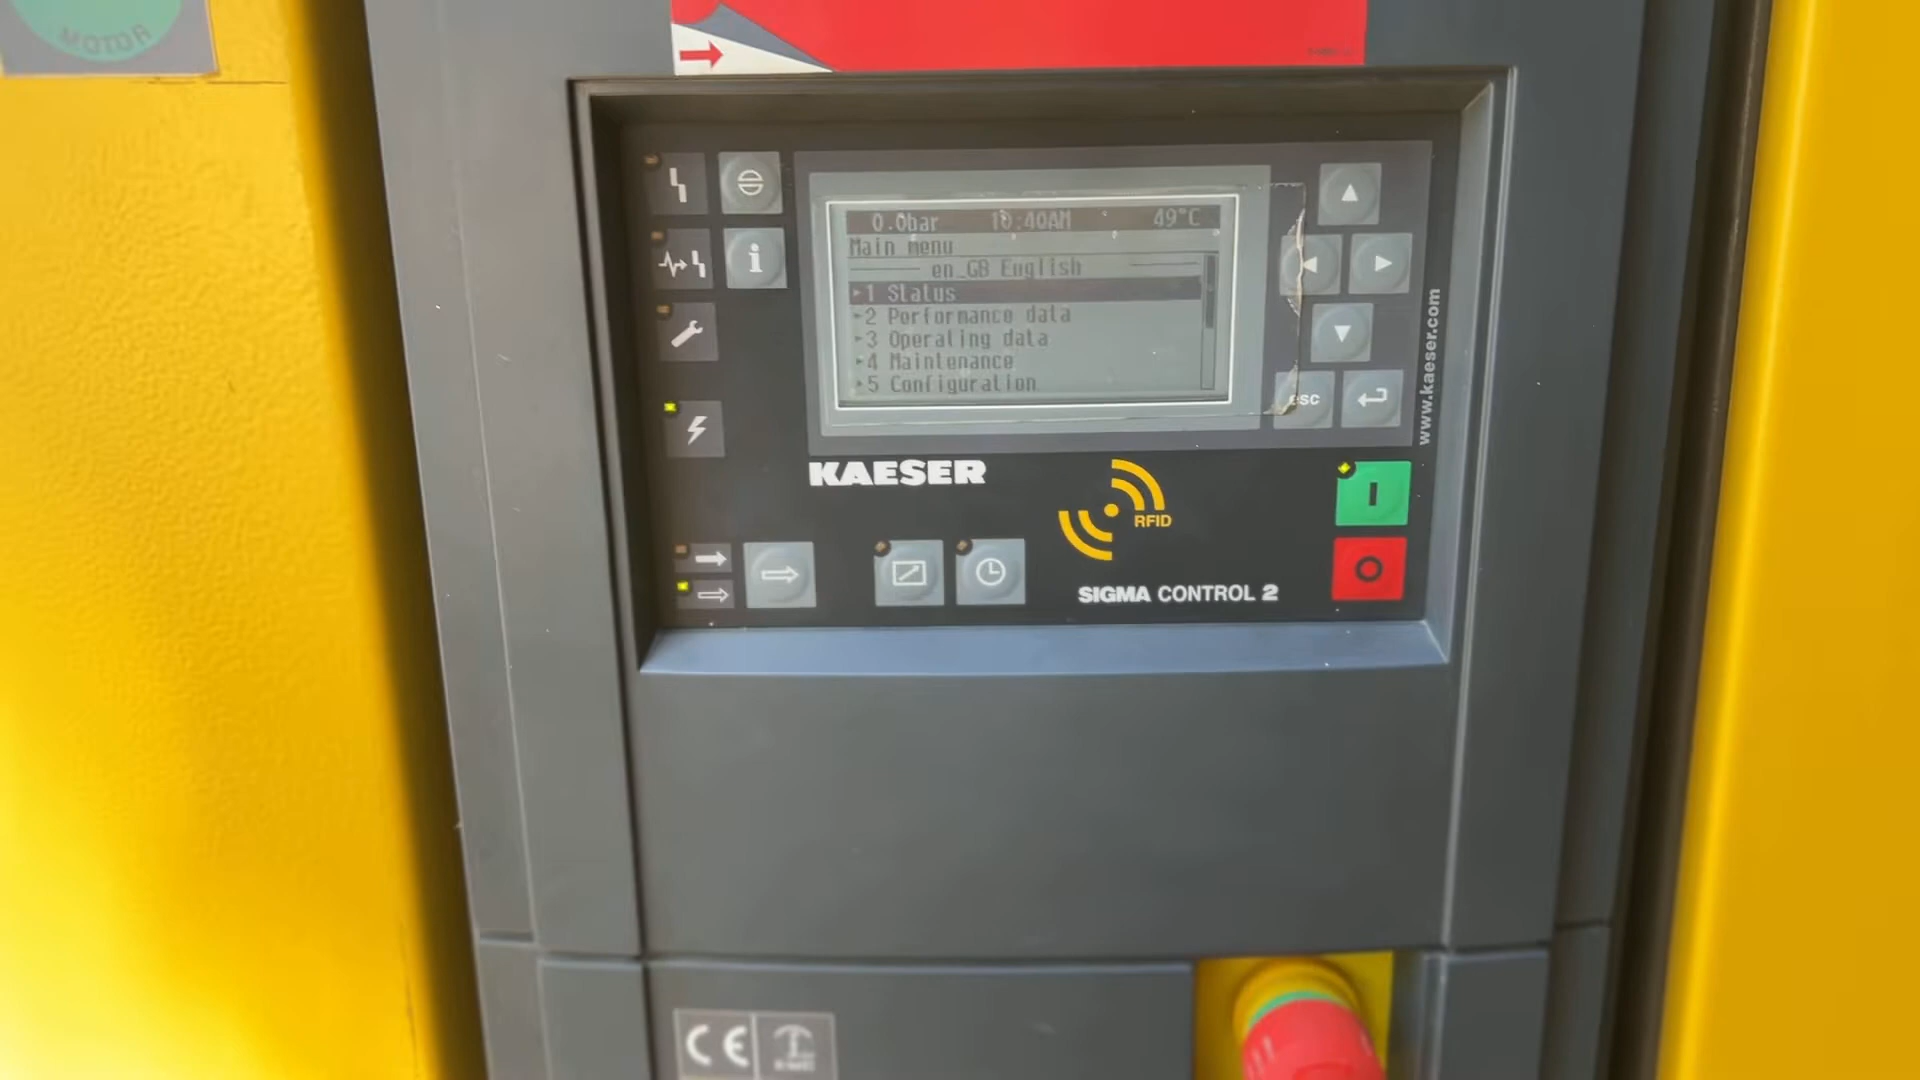 MOTOR
0.0bar 10:40AM 49°C
Main menu
en_GB English
1 Status
2 Performance data
3 Operating data
4 Maintenance
5 Configuration
esc
www.kaeser.com
KAESER
RFID
I
O
SIGMA CONTROL 2
CE